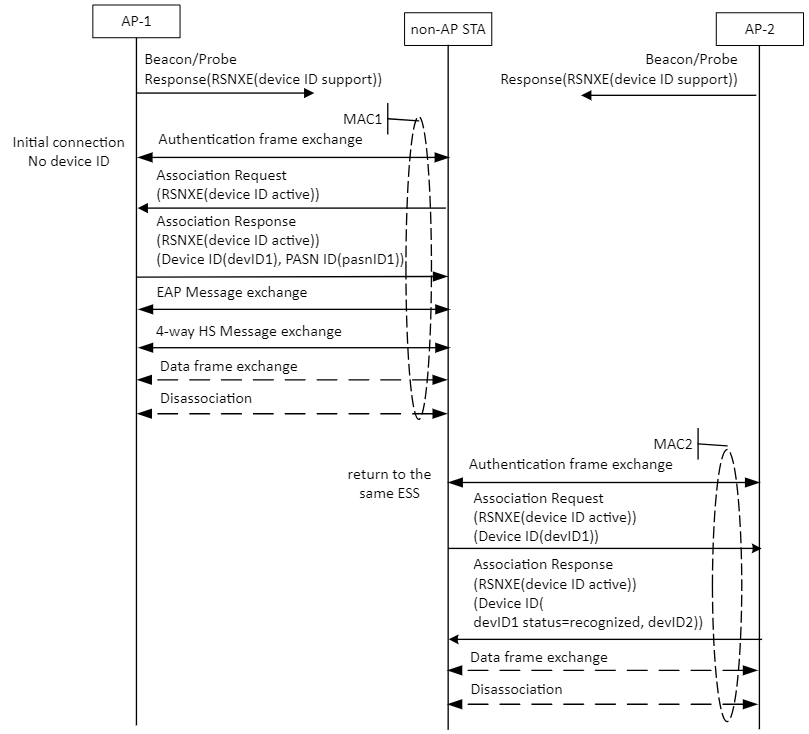 AP-1
non-AP STA
AP-2
Beacon/Probe
Response(RSNXE(device ID support))
Beacon/Probe
Response(RSNXE(device ID support))
MAC1
Initial connection
No device ID
Authentication frame exchange
Association Request
(RSNXE(device ID active))
Association Response
(RSNXE(device ID active))
(Device ID(devID1), PASN ID(pasnID1))
EAP Message exchange
4-way HS Message exchange
Data frame exchange
Disassociation
MAC2
return to the
same ESS
Authentication frame exchange
Association Request
(RSNXE(device ID active))
(Device ID(devID1))
Association Response
(RSNXE(device ID active))
(Device ID(
devID1 status=recognized, devID2))
Data frame exchange
Disassociation